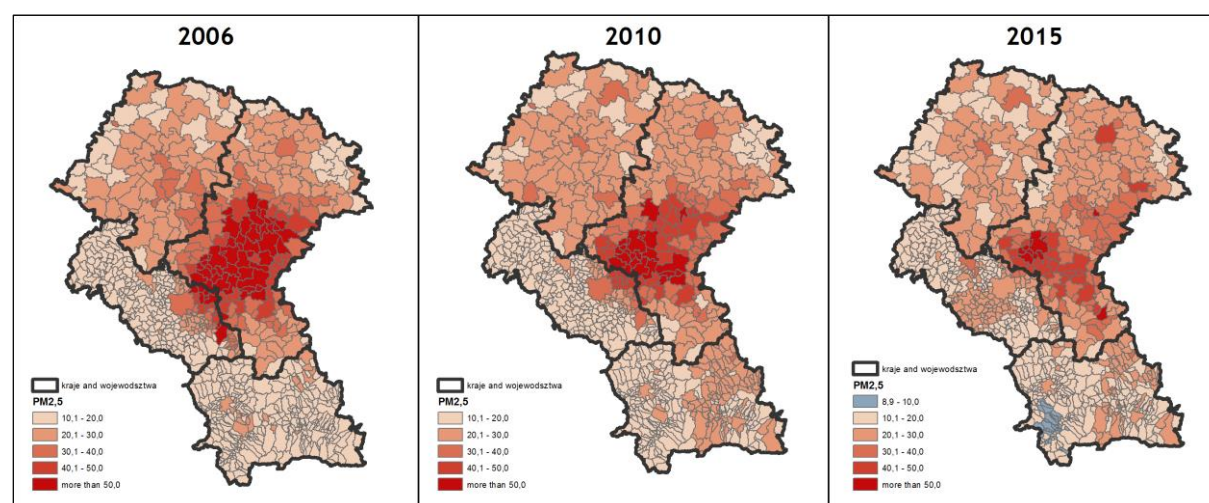 2006
kraje and wojewodsztwa
PM2,5
10,1 - 20,0
20,1 - 30,0
30,1 - 40,0
40,1 - 50,0
more than 50,0
2010
kraje and wojewodsztwa
PM2,5
10,1 - 20,0
20,1 - 30,0
30,1 - 40,0
40,1 - 50,0
more than 50,0
2015
kraje and wojewodsztwa
PM2,5
8,9 - 10,0
10,1 - 20,0
20,1 - 30,0
30,1 - 40,0
40,1 - 50,0
more than 50,0